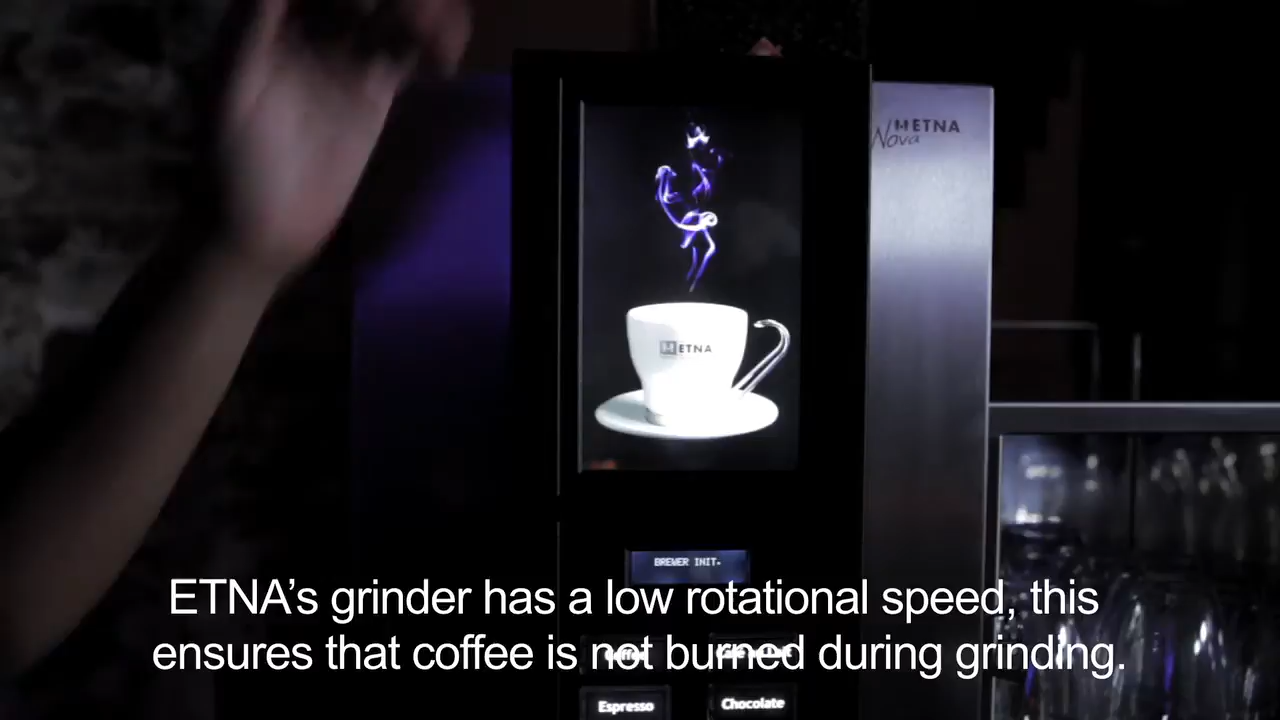 ETNA
Nova
ETNA
BREWER INIT.
ETNA's grinder has a low rotational speed, this
ensures that coffee is not burned during grinding.
Espresso
Chocolate